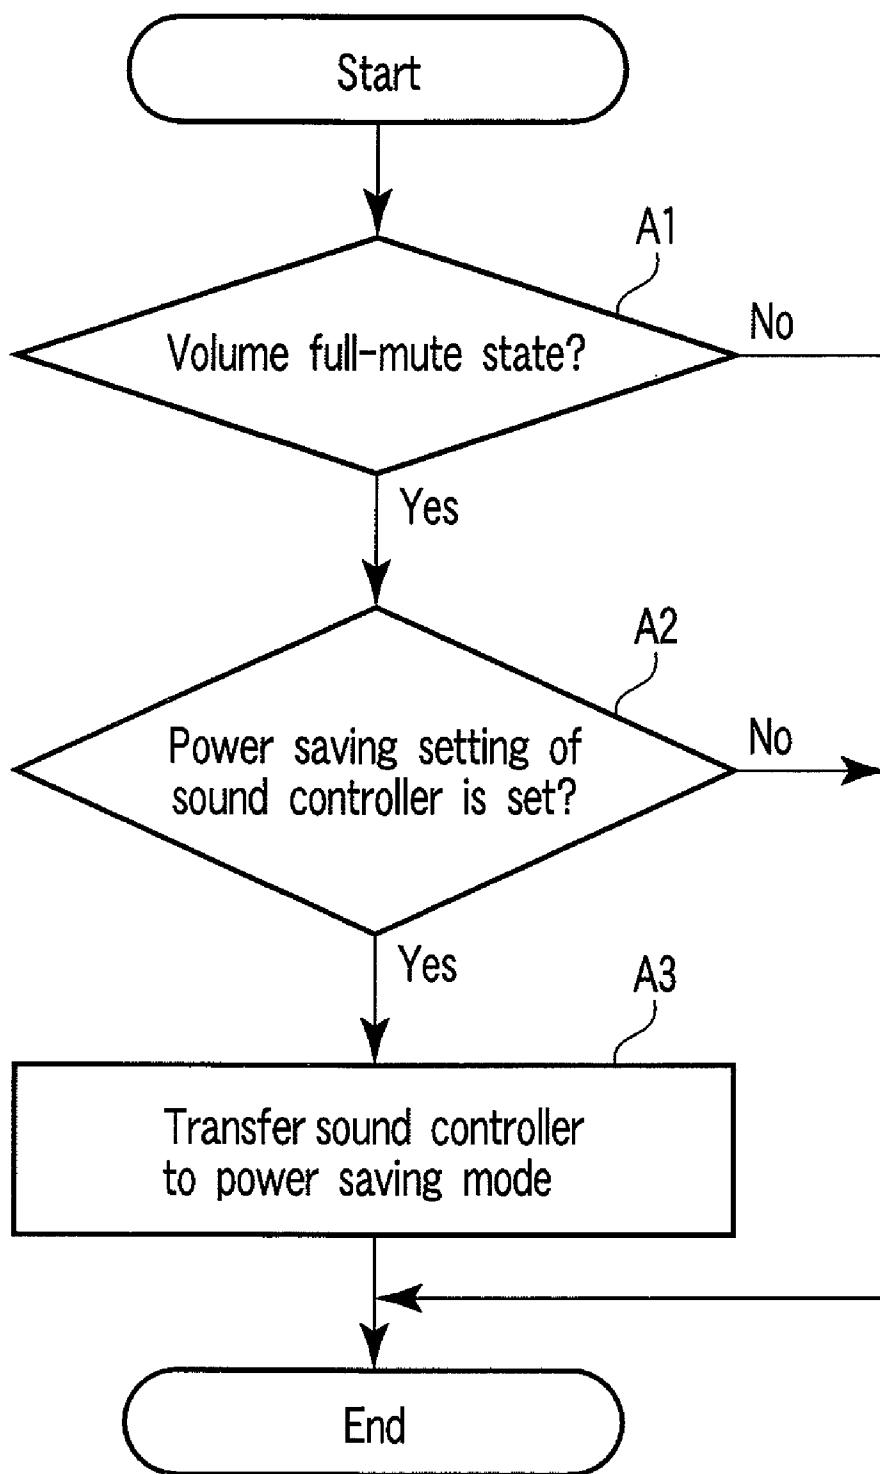 Start
A1
Volume full-mute state?
No
Yes
A2
Power saving setting of
sound controller is set?
No
Yes
A3
Transfer sound controller
to power saving mode
End